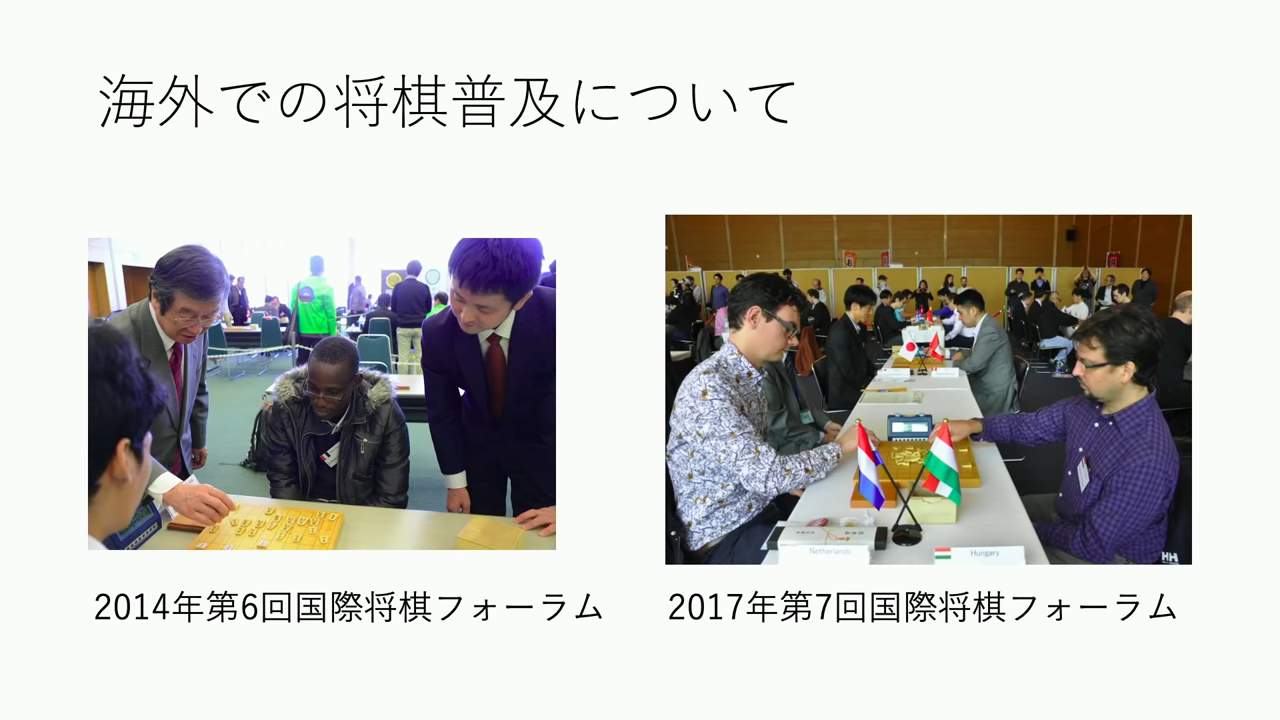 海外での将棋普及について
Netherlands
Hungary
HH
2014年第6回国際将棋フォーラム
2017年第7回国際将棋フォーラム